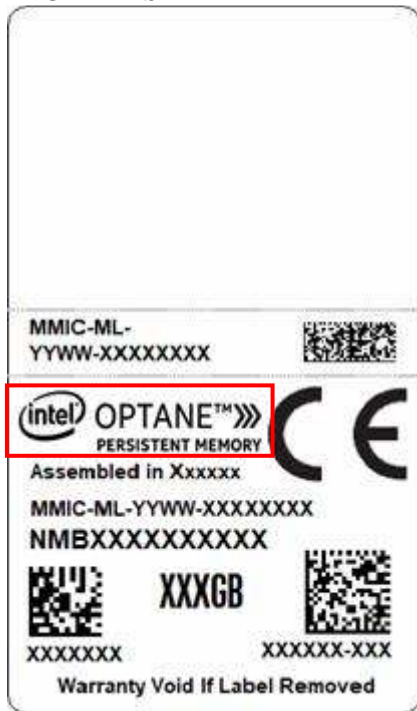 MMIC-ML-
YYWW-XXXXXXXX
intel OPTANE™
PERSISTENT MEMORY
CE
Assembled in Xxxxxx
MMIC-ML-YYWW-XXXXXXXX
NMBXXXXXXXXXX
XXXGB
XXXXXXX
XXXXXX-XXX
Warranty Void If Label Removed